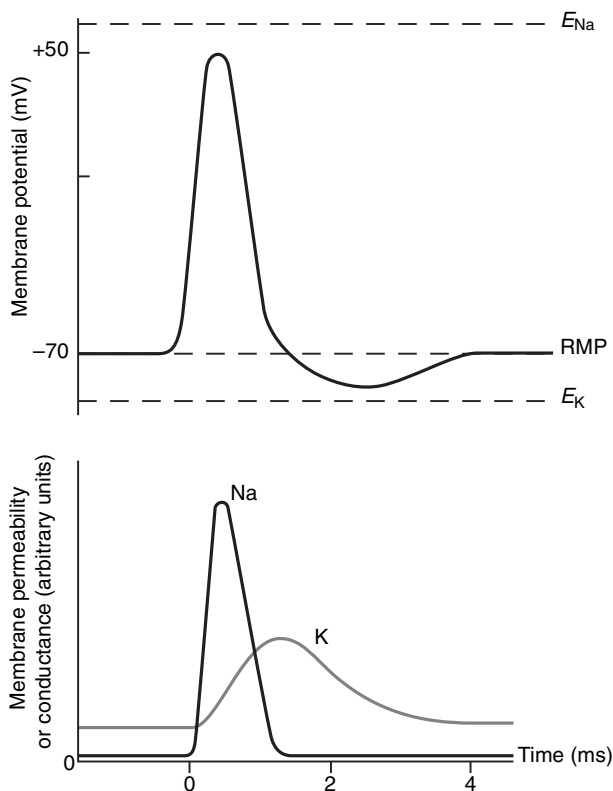 E_Na
+50
Membrane potential (mV)
–70
RMP
E_K
Membrane permeability
or conductance (arbitrary units)
Na
K
0
Time (ms)
0
2
4